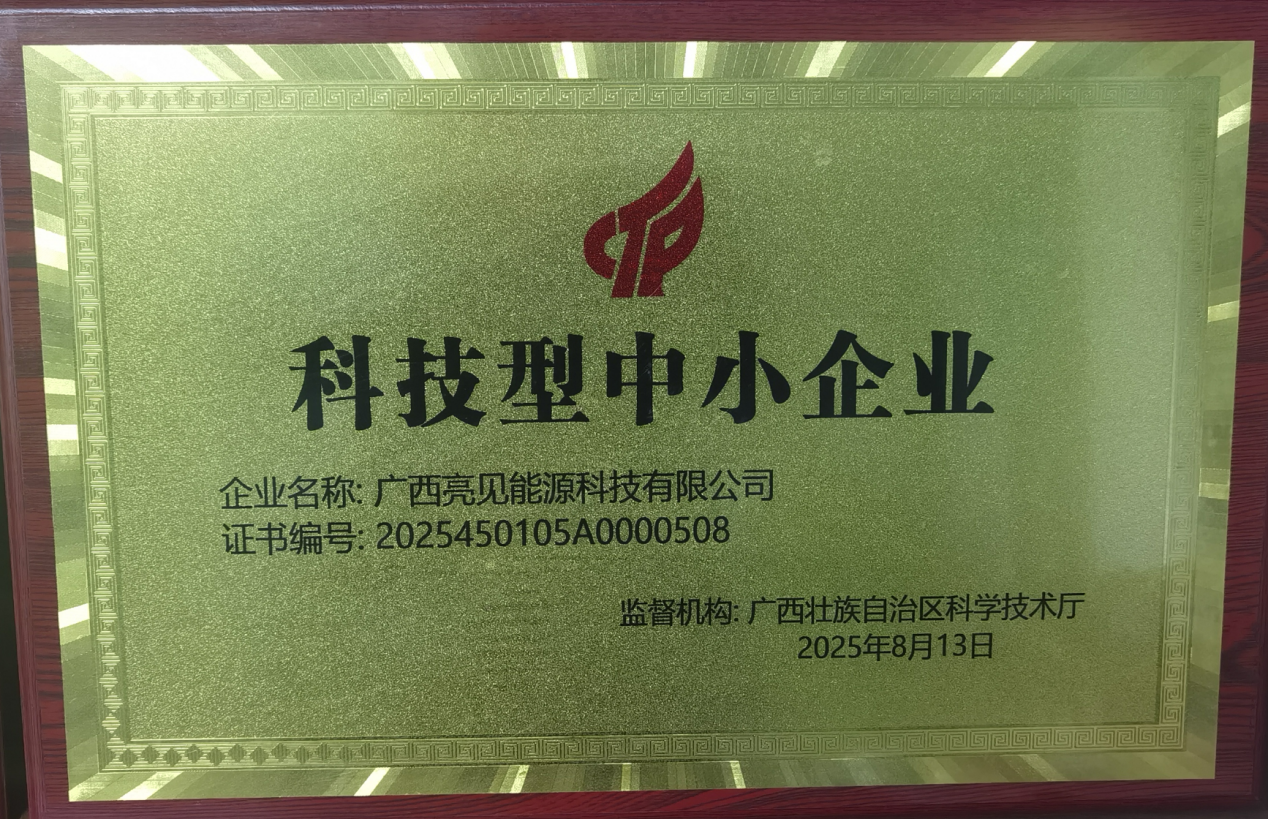 CTP
科技型中小企业
企业名称: 广西亮见能源科技有限公司
证书编号: 2025450105A0000508
监督机构: 广西壮族自治区科学技术厅
2025年8月13日